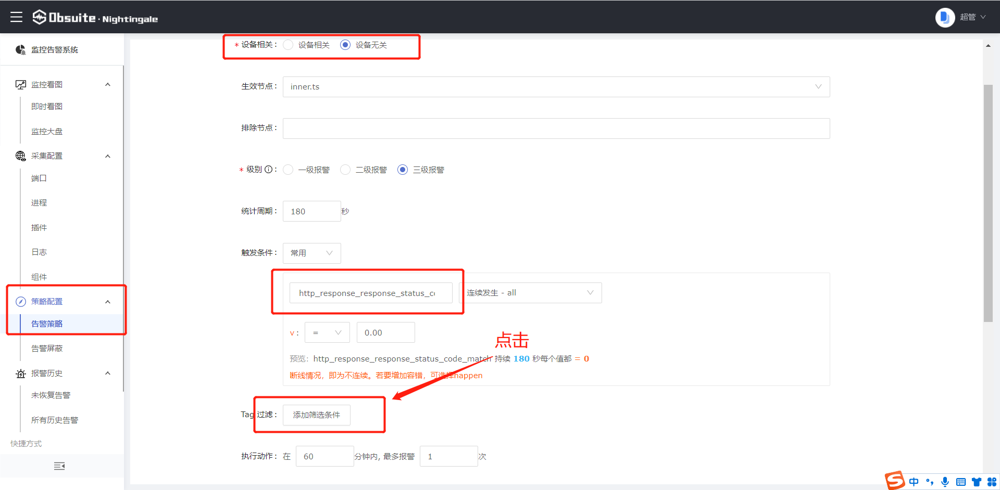 Obsuite · Nightingale
超管
监控告警系统
监控看图
即时看图
监控大盘
采集配置
端口
进程
插件
日志
组件
策略配置
告警策略
告警屏蔽
报警历史
未恢复告警
所有历史告警
快捷方式
* 设备相关： 设备相关 设备无关
生效节点： inner.ts
排除节点：
* 级别 ： 一级报警 二级报警 三级报警
统计周期： 180 秒
触发条件： 常用
http_response_response_status_c 连续发生 - all
v : = 0.00
点击
预览：http_response_response_status_code_match 持续 180 秒每个值都 = 0
断线情况，即为不连续。若要增加容错，可选择happen
Tag 过滤： 添加筛选条件
执行动作： 在 60 分钟内, 最多报警 1 次
中